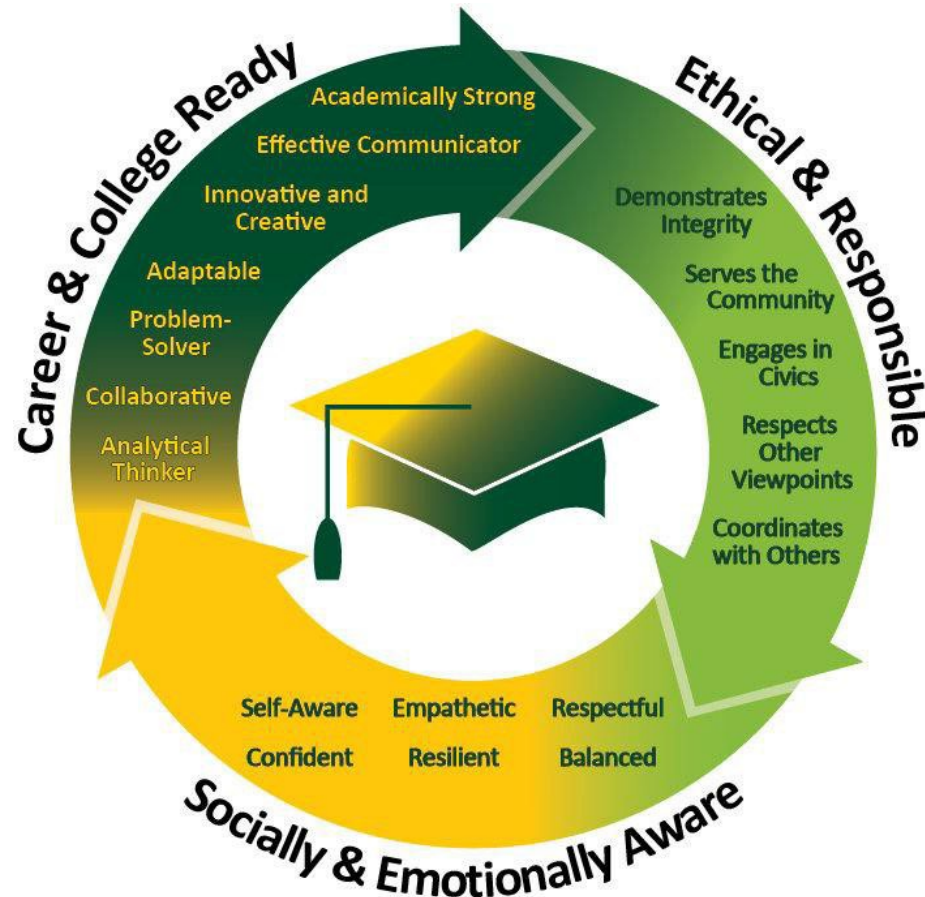 Career & College Ready
Academically Strong
Effective Communicator
Innovative and
Creative
Adaptable
Problem-
Solver
Collaborative
Analytical
Thinker
Ethical & Responsible
Demonstrates
Integrity
Serves the
Community
Engages in
Civics
Respects
Other
Viewpoints
Coordinates
with Others
Self-Aware Empathetic Respectful
Confident Resilient Balanced
Socially & Emotionally Aware